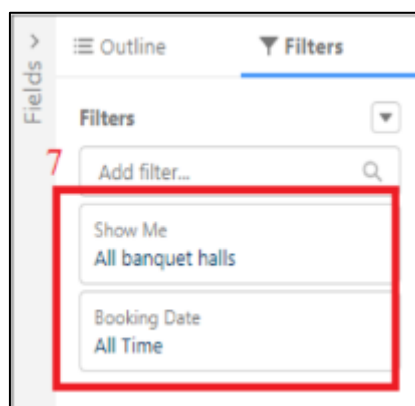 Fields
Outline
Filters
Filters
7
Add filter...
Show Me
All banquet halls
Booking Date
All Time